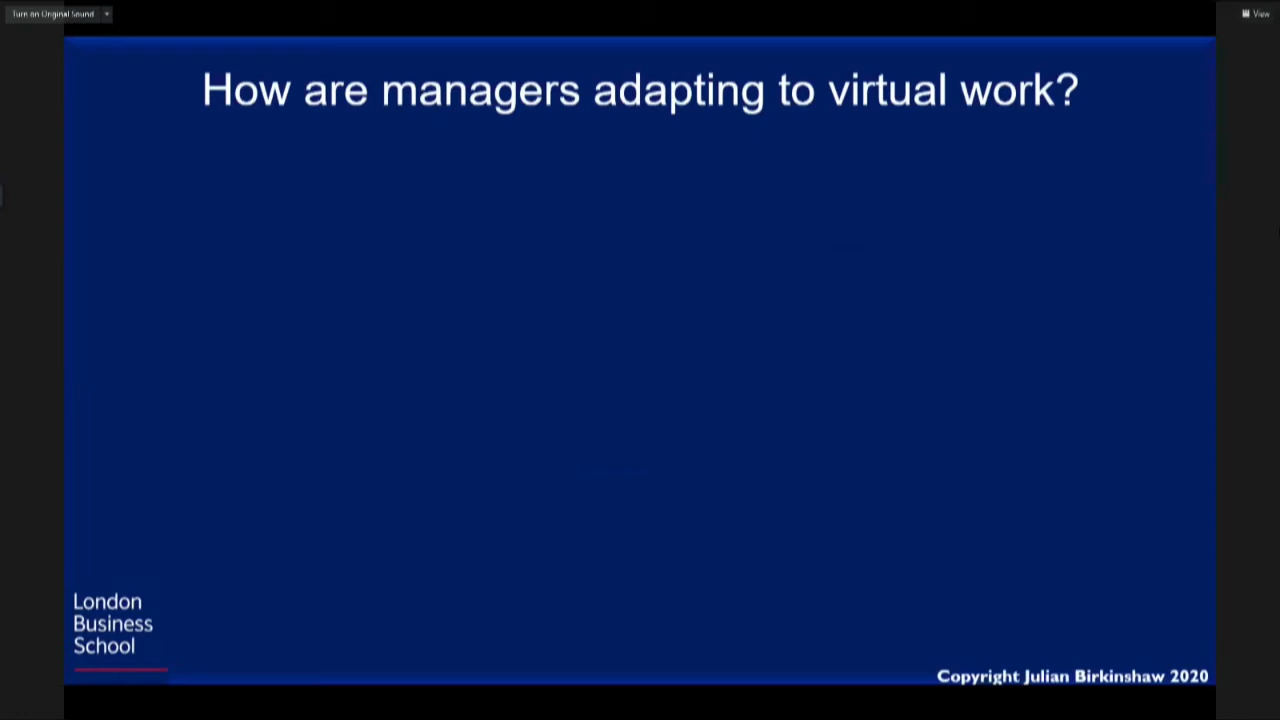 Turn on Original Sound
View
How are managers adapting to virtual work?
London
Business
School
Copyright Julian Birkinshaw 2020